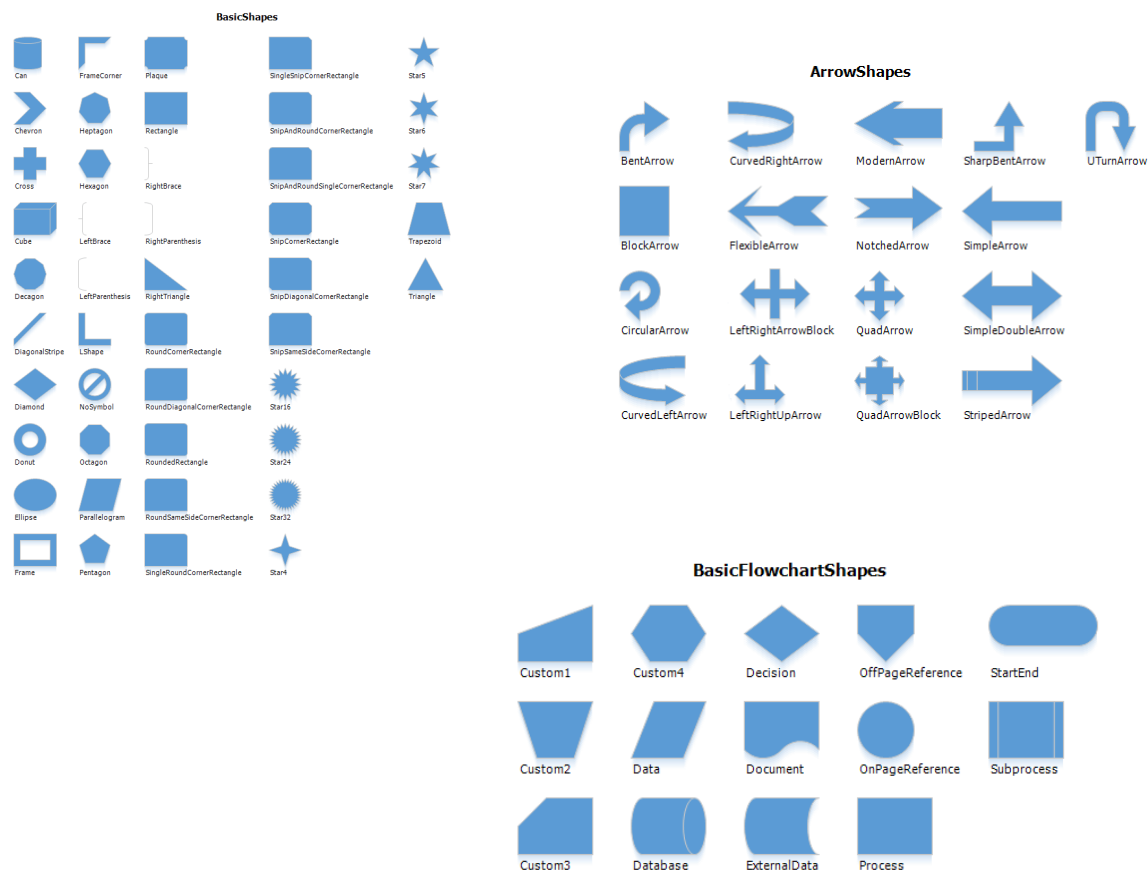 BasicShapes
Can
FrameCorner
Plaque
SingleSnipCornerRectangle
Star5
Chevron
Heptagon
Rectangle
SnipAndRoundCornerRectangle
Star6
Cross
Hexagon
RightBrace
SnipAndRoundSingleCornerRectangle
Star7
Cube
LeftBrace
RightParenthesis
SnipCornerRectangle
Trapezoid
Decagon
LeftParenthesis
RightTriangle
SnipDiagonalCornerRectangle
Triangle
DiagonalStripe
LShape
RoundCornerRectangle
SnipSameSideCornerRectangle
Diamond
NoSymbol
RoundDiagonalCornerRectangle
Star16
Donut
Octagon
RoundedRectangle
Star24
Ellipse
Parallelogram
RoundSameSideCornerRectangle
Star32
Frame
Pentagon
SingleRoundCornerRectangle
Star4
ArrowShapes
BentArrow
CurvedRightArrow
ModernArrow
SharpBentArrow
UTurnArrow
BlockArrow
FlexibleArrow
NotchedArrow
SimpleArrow
CircularArrow
LeftRightArrowBlock
QuadArrow
SimpleDoubleArrow
CurvedLeftArrow
LeftRightUpArrow
QuadArrowBlock
StripedArrow
BasicFlowchartShapes
Custom1
Custom4
Decision
OffPageReference
StartEnd
Custom2
Data
Document
OnPageReference
Subprocess
Custom3
Database
ExternalData
Process